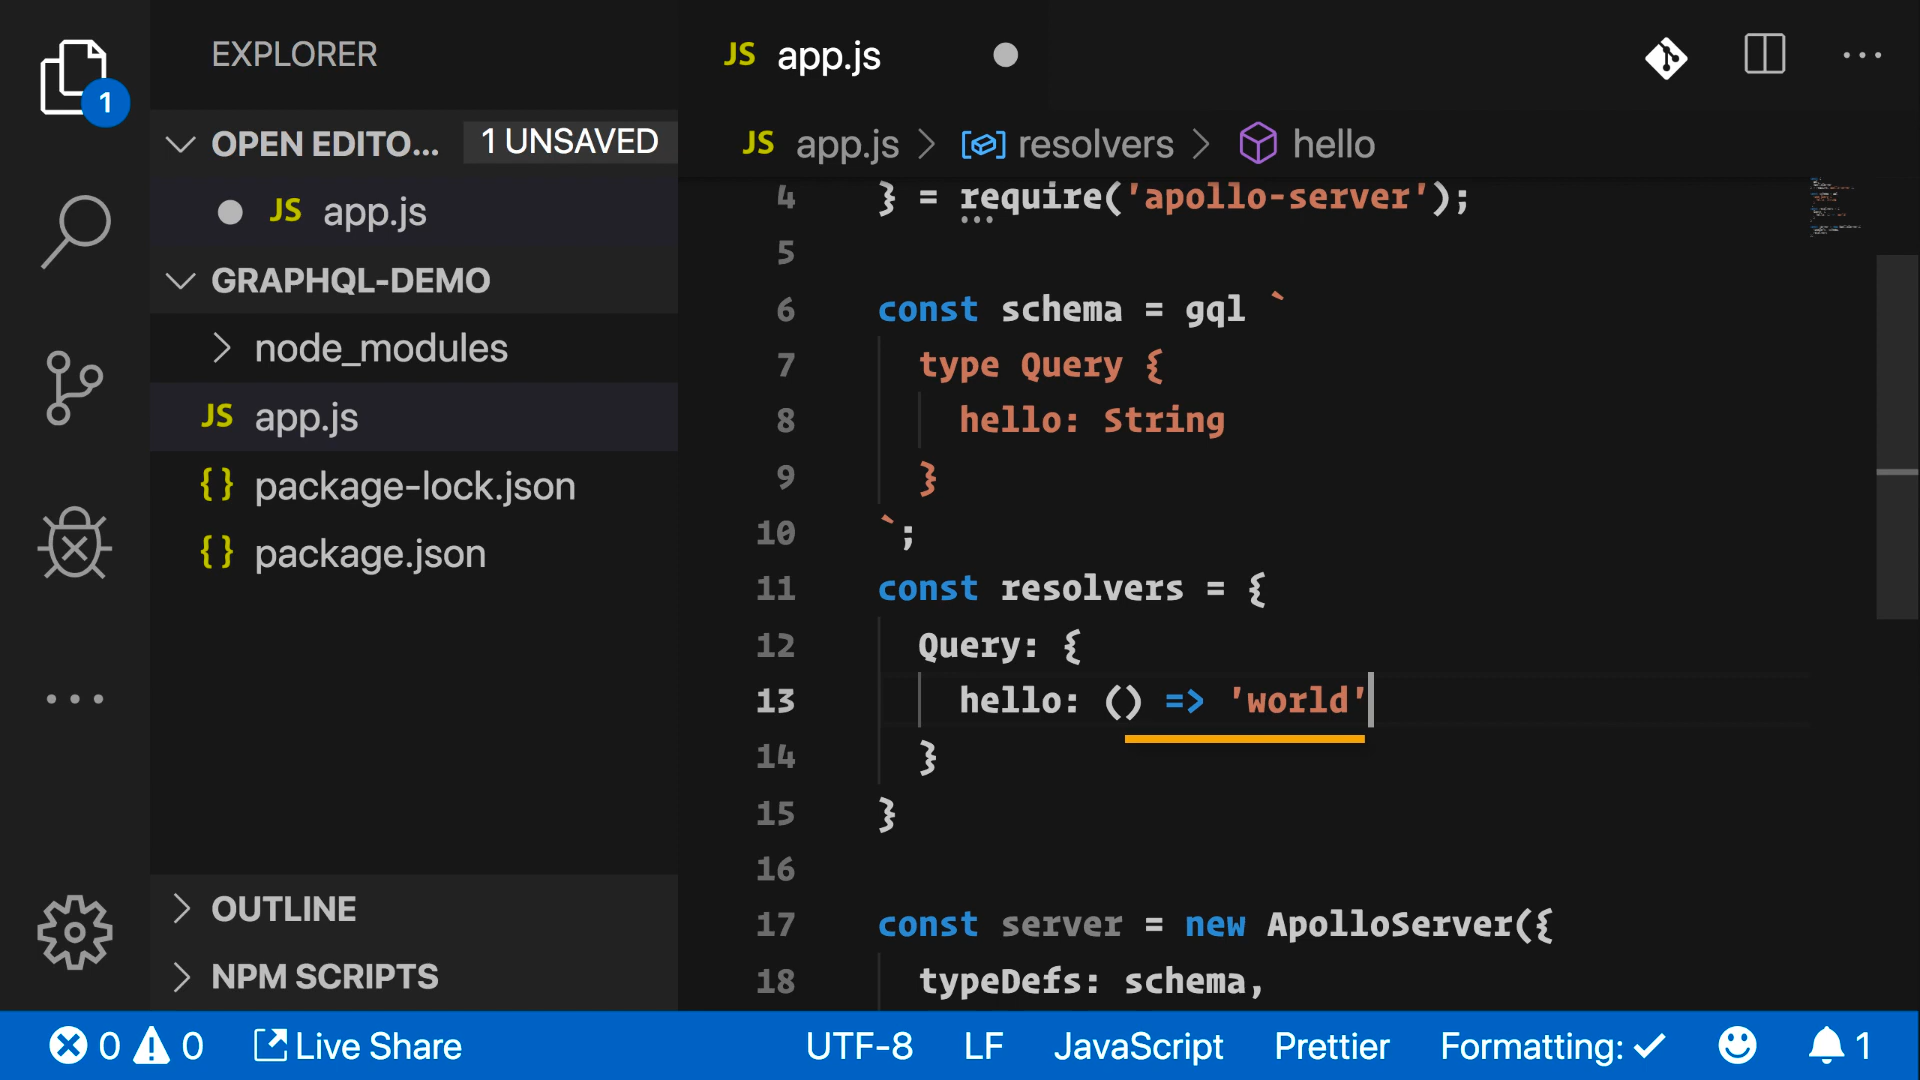 EXPLORER
1
OPEN EDITO... 1 UNSAVED
JS app.js
GRAPHQL-DEMO
node_modules
JS app.js
{} package-lock.json
{} package.json
OUTLINE
NPM SCRIPTS
JS app.js
JS app.js > resolvers > hello
4 } = require('apollo-server');
5
6 const schema = gql `
7 type Query {
8 hello: String
9 }
10 `;
11 const resolvers = {
12 Query: {
13 hello: () => 'world'
14 }
15 }
16
17 const server = new ApolloServer({
18 typeDefs: schema,
0 0 Live Share UTF-8 LF JavaScript Prettier Formatting: ✓ 1